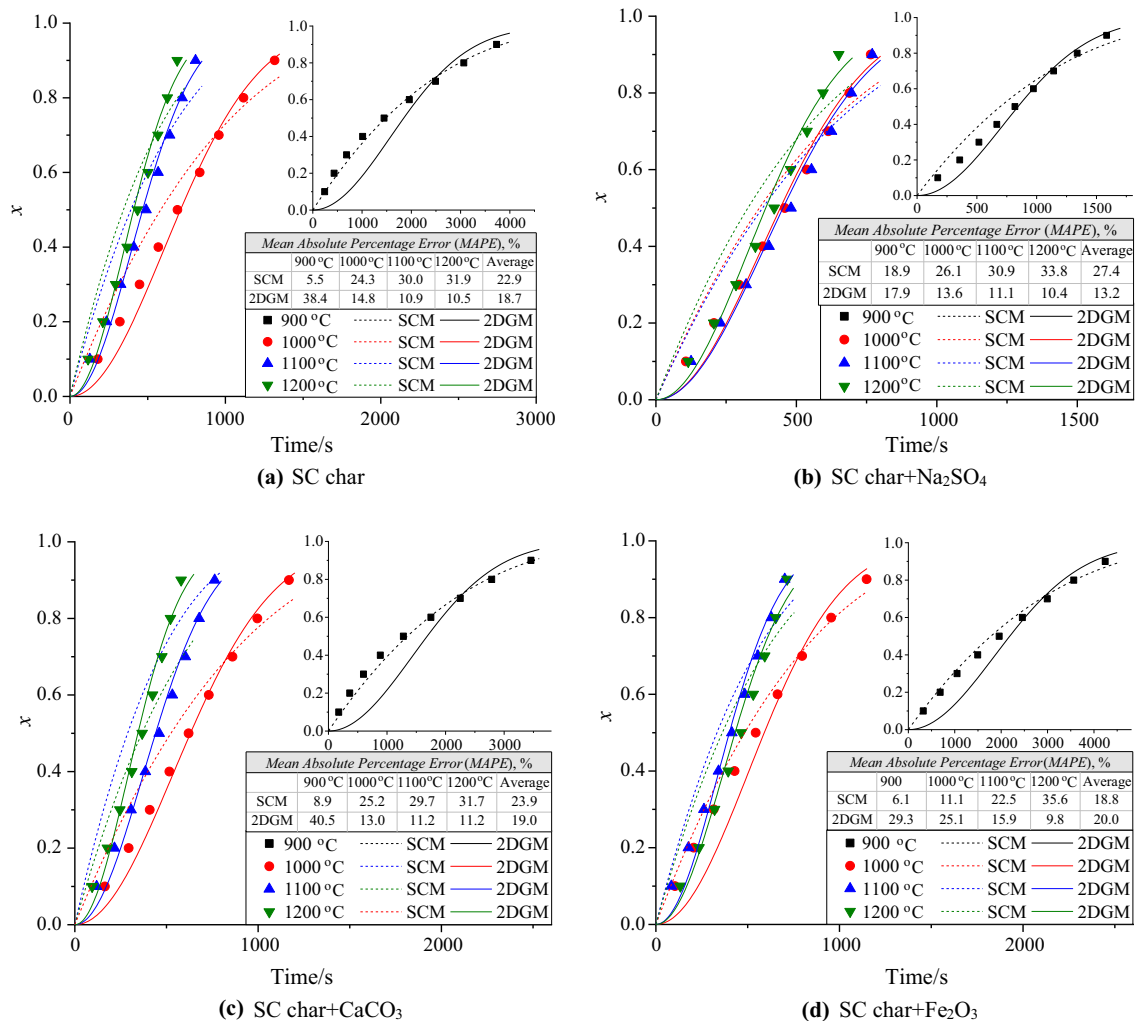 1.0
0.8
0.6
0.4
0.2
0.0
x
0 1000 2000 3000
Time/s
1.0
0.8
0.6
0.4
0.2
0.0
0 1000 2000 3000 4000
Mean Absolute Percentage Error (MAPE), %
900 °C 1000 °C 1100 °C 1200 °C Average
SCM 5.5 24.3 30.0 31.9 22.9
2DGM 38.4 14.8 10.9 10.5 18.7
900 °C SCM 2DGM
1000 °C SCM 2DGM
1100 °C SCM 2DGM
1200 °C SCM 2DGM
(a) SC char
1.0
0.8
0.6
0.4
0.2
0.0
x
0 500 1000 1500
Time/s
1.0
0.8
0.6
0.4
0.2
0.0
0 500 1000 1500
Mean Absolute Percentage Error (MAPE), %
900 °C 1000 °C 1100 °C 1200 °C Average
SCM 18.9 26.1 30.9 33.8 27.4
2DGM 17.9 13.6 11.1 10.4 13.2
900 °C SCM 2DGM
1000 °C SCM 2DGM
1100 °C SCM 2DGM
1200 °C SCM 2DGM
(b) SC char+Na₂SO₄
1.0
0.8
0.6
0.4
0.2
0.0
x
0 1000 2000
Time/s
1.0
0.8
0.6
0.4
0.2
0.0
0 1000 2000 3000
Mean Absolute Percentage Error (MAPE), %
900 °C 1000 °C 1100 °C 1200 °C Average
SCM 8.9 25.2 29.7 31.7 23.9
2DGM 40.5 13.0 11.2 11.2 19.0
900 °C SCM 2DGM
1000 °C SCM 2DGM
1100 °C SCM 2DGM
1200 °C SCM 2DGM
(c) SC char+CaCO₃
1.0
0.8
0.6
0.4
0.2
0.0
x
0 1000 2000
Time/s
1.0
0.8
0.6
0.4
0.2
0.0
0 1000 2000 3000 4000
Mean Absolute Percentage Error (MAPE), %
900 1000 °C 1100 °C 1200 °C Average
SCM 6.1 11.1 22.5 35.6 18.8
2DGM 29.3 25.1 15.9 9.8 20.0
900 °C SCM 2DGM
1000 °C SCM 2DGM
1100 °C SCM 2DGM
1200 °C SCM 2DGM
(d) SC char+Fe₂O₃